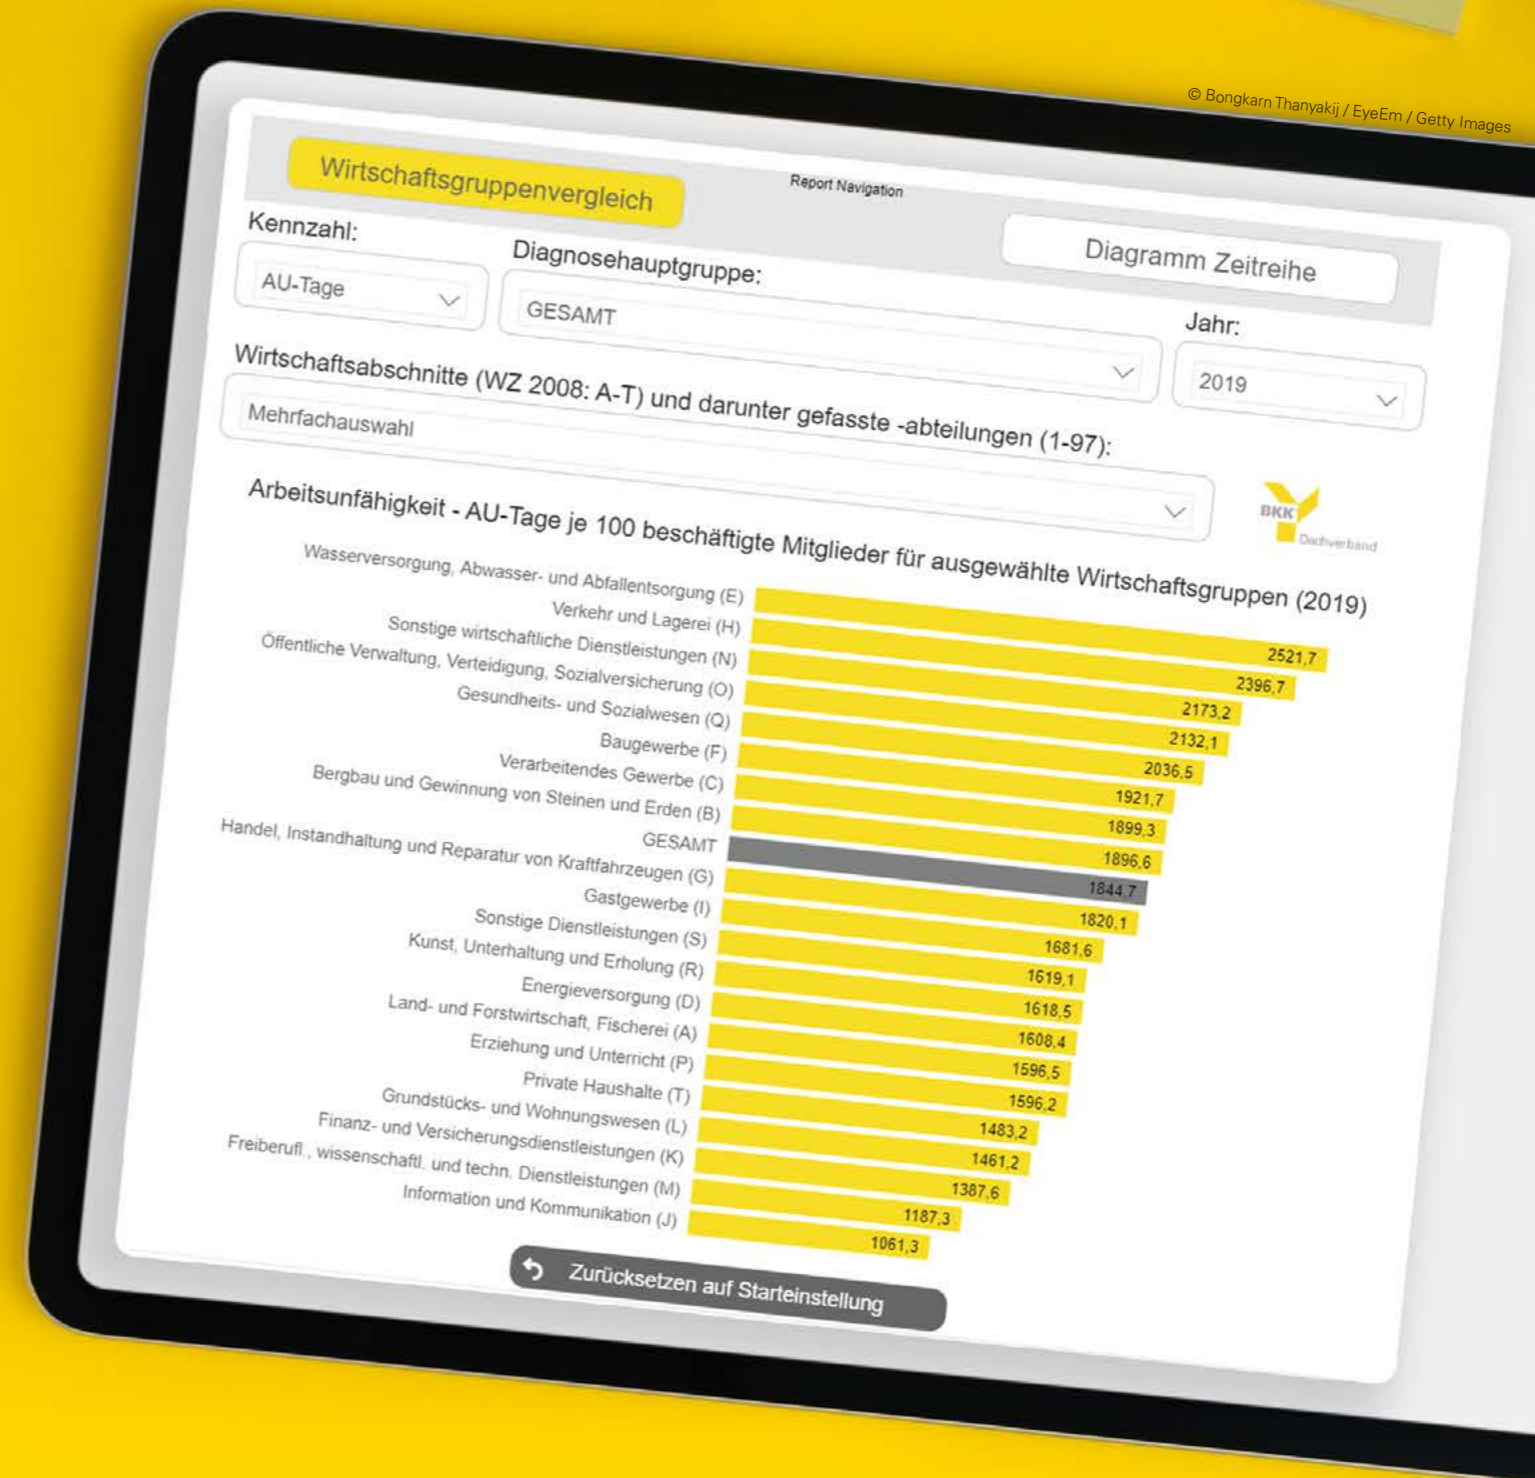 © Bongkarn Thanyakij / EyeEm / Getty Images
Wirtschaftsgruppenvergleich
Report Navigation
Diagramm Zeitreihe
Kennzahl:
AU-Tage
Diagnosehauptgruppe:
GESAMT
Jahr:
2019
Wirtschaftsabschnitte (WZ 2008: A-T) und darunter gefasste -abteilungen (1-97):
Mehrfachauswahl
BKK
Dachverband
Arbeitsunfähigkeit - AU-Tage je 100 beschäftigte Mitglieder für ausgewählte Wirtschaftsgruppen (2019)
Wasserversorgung, Abwasser- und Abfallentsorgung (E) 2521,7
Verkehr und Lagerei (H) 2396,7
Sonstige wirtschaftliche Dienstleistungen (N) 2173,2
Öffentliche Verwaltung, Verteidigung, Sozialversicherung (O) 2132,1
Gesundheits- und Sozialwesen (Q) 2036,5
Baugewerbe (F) 1921,7
Verarbeitendes Gewerbe (C) 1899,3
Bergbau und Gewinnung von Steinen und Erden (B) 1896,6
GESAMT 1844,7
Handel, Instandhaltung und Reparatur von Kraftfahrzeugen (G) 1820,1
Gastgewerbe (I) 1681,6
Sonstige Dienstleistungen (S) 1619,1
Kunst, Unterhaltung und Erholung (R) 1618,5
Energieversorgung (D) 1608,4
Land- und Forstwirtschaft, Fischerei (A) 1596,5
Erziehung und Unterricht (P) 1596,2
Private Haushalte (T) 1483,2
Grundstücks- und Wohnungswesen (L) 1461,2
Finanz- und Versicherungsdienstleistungen (K) 1387,6
Freiberufl., wissenschaftl. und techn. Dienstleistungen (M) 1187,3
Information und Kommunikation (J) 1061,3
Zurücksetzen auf Starteinstellung